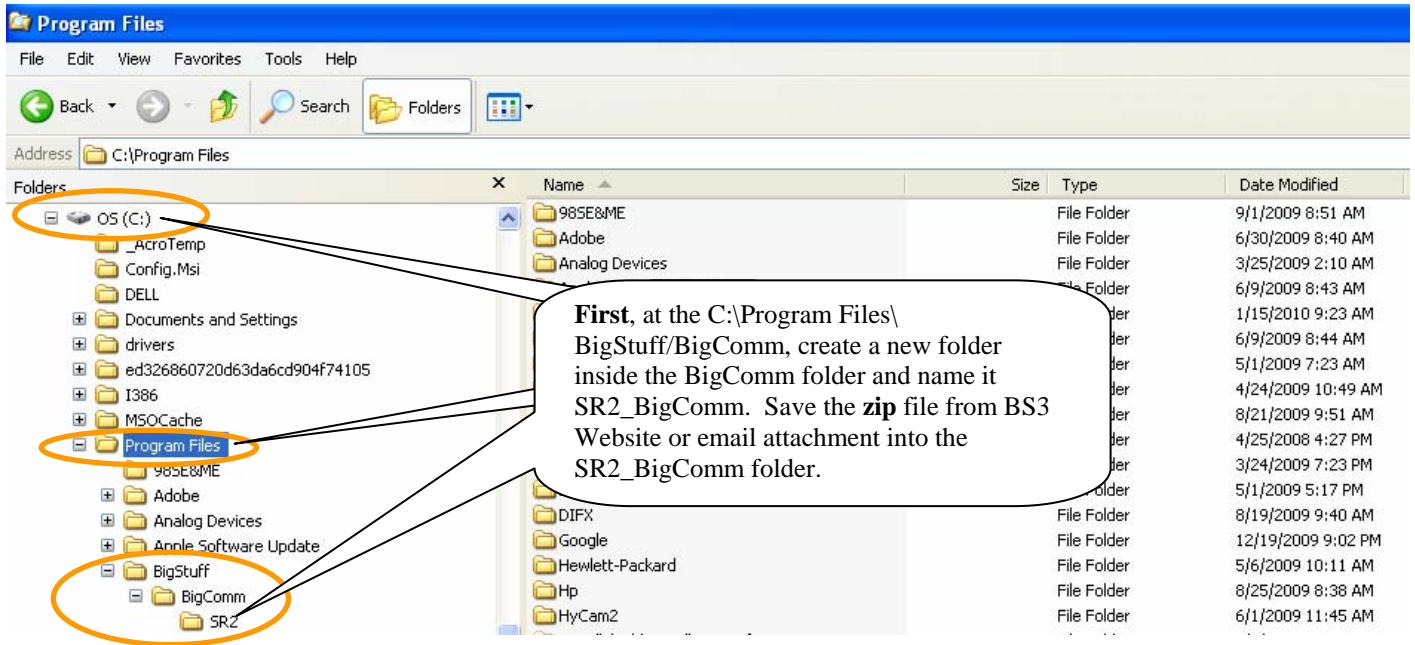 Program Files
File Edit View Favorites Tools Help
Back Search Folders
Address C:\Program Files
Folders × Name Size Type Date Modified
OS (C:)
_AcroTemp
Config.Msi
DELL
Documents and Settings
drivers
ed326860720d63da6cd904f74105
I386
MSOCache
Program Files
98SE&ME
Adobe
Analog Devices
Apple Software Update
BigStuff
BigComm
SR2
98SE&ME File Folder 9/1/2009 8:51 AM
Adobe File Folder 6/30/2009 8:40 AM
Analog Devices File Folder 3/25/2009 2:10 AM
6/9/2009 8:43 AM
1/15/2010 9:23 AM
6/9/2009 8:44 AM
5/1/2009 7:23 AM
4/24/2009 10:49 AM
8/21/2009 9:51 AM
4/25/2008 4:27 PM
3/24/2009 7:23 PM
5/1/2009 5:17 PM
DIFX File Folder 8/19/2009 9:40 AM
Google File Folder 12/19/2009 9:02 PM
Hewlett-Packard File Folder 5/6/2009 10:11 AM
Hp File Folder 8/25/2009 8:38 AM
HyCam2 File Folder 6/1/2009 11:45 AM
First, at the C:\Program Files\
BigStuff/BigComm, create a new folder
inside the BigComm folder and name it
SR2_BigComm. Save the zip file from BS3
Website or email attachment into the
SR2_BigComm folder.